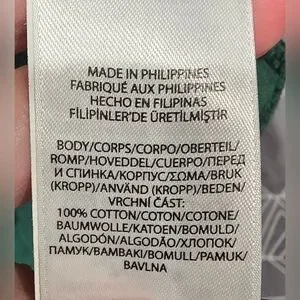 MADE IN PHILIPPINES
FABRIQUÉ AUX PHILIPPINES
HECHO EN FILIPINAS
FİLİPİNLER'DE ÜRETİLMİŞTİR
BODY/CORPS/CORPO/OBERTEIL/
ROMP/HOVEDDEL/CUERPO/ПЕРЕД
И СПИНКА/КОРПУС/ΣΩΜΑ/BRUK
(KROPP)/ANVÄND (KROPP)/BEDEN/
VRCHNÍ ČÁST:
100% COTTON/COTON/COTONE/
BAUMWOLLE/KATOEN/BOMULD/
ALGODÓN/ALGODÃO/ХЛОПОК/
ПАМУК/ΒΑΜΒΑΚΙ/BOMULL/PAMUK/
BAVLNA